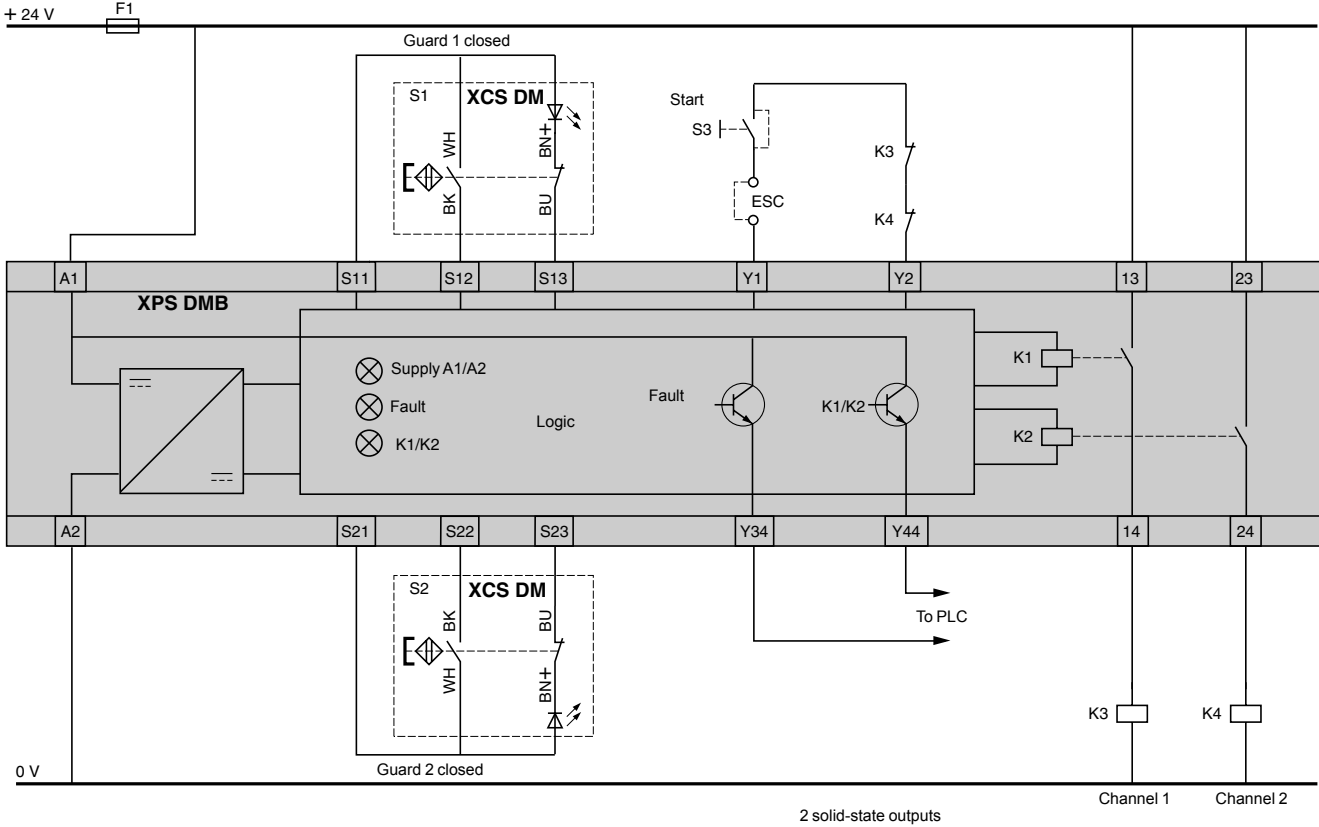 + 24 V
F1
Guard 1 closed
S1
XCS DM
WH
BN+
BK
BU
Start
S3
ESC
K3
K4
A1
S11
S12
S13
Y1
Y2
13
23
XPS DMB
Supply A1/A2
Fault
K1/K2
Logic
Fault
K1/K2
K1
K2
A2
S21
S22
S23
Y34
Y44
14
24
S2
XCS DM
BK
BU
WH
BN+
To PLC
K3
K4
Guard 2 closed
0 V
Channel 1
Channel 2
2 solid-state outputs